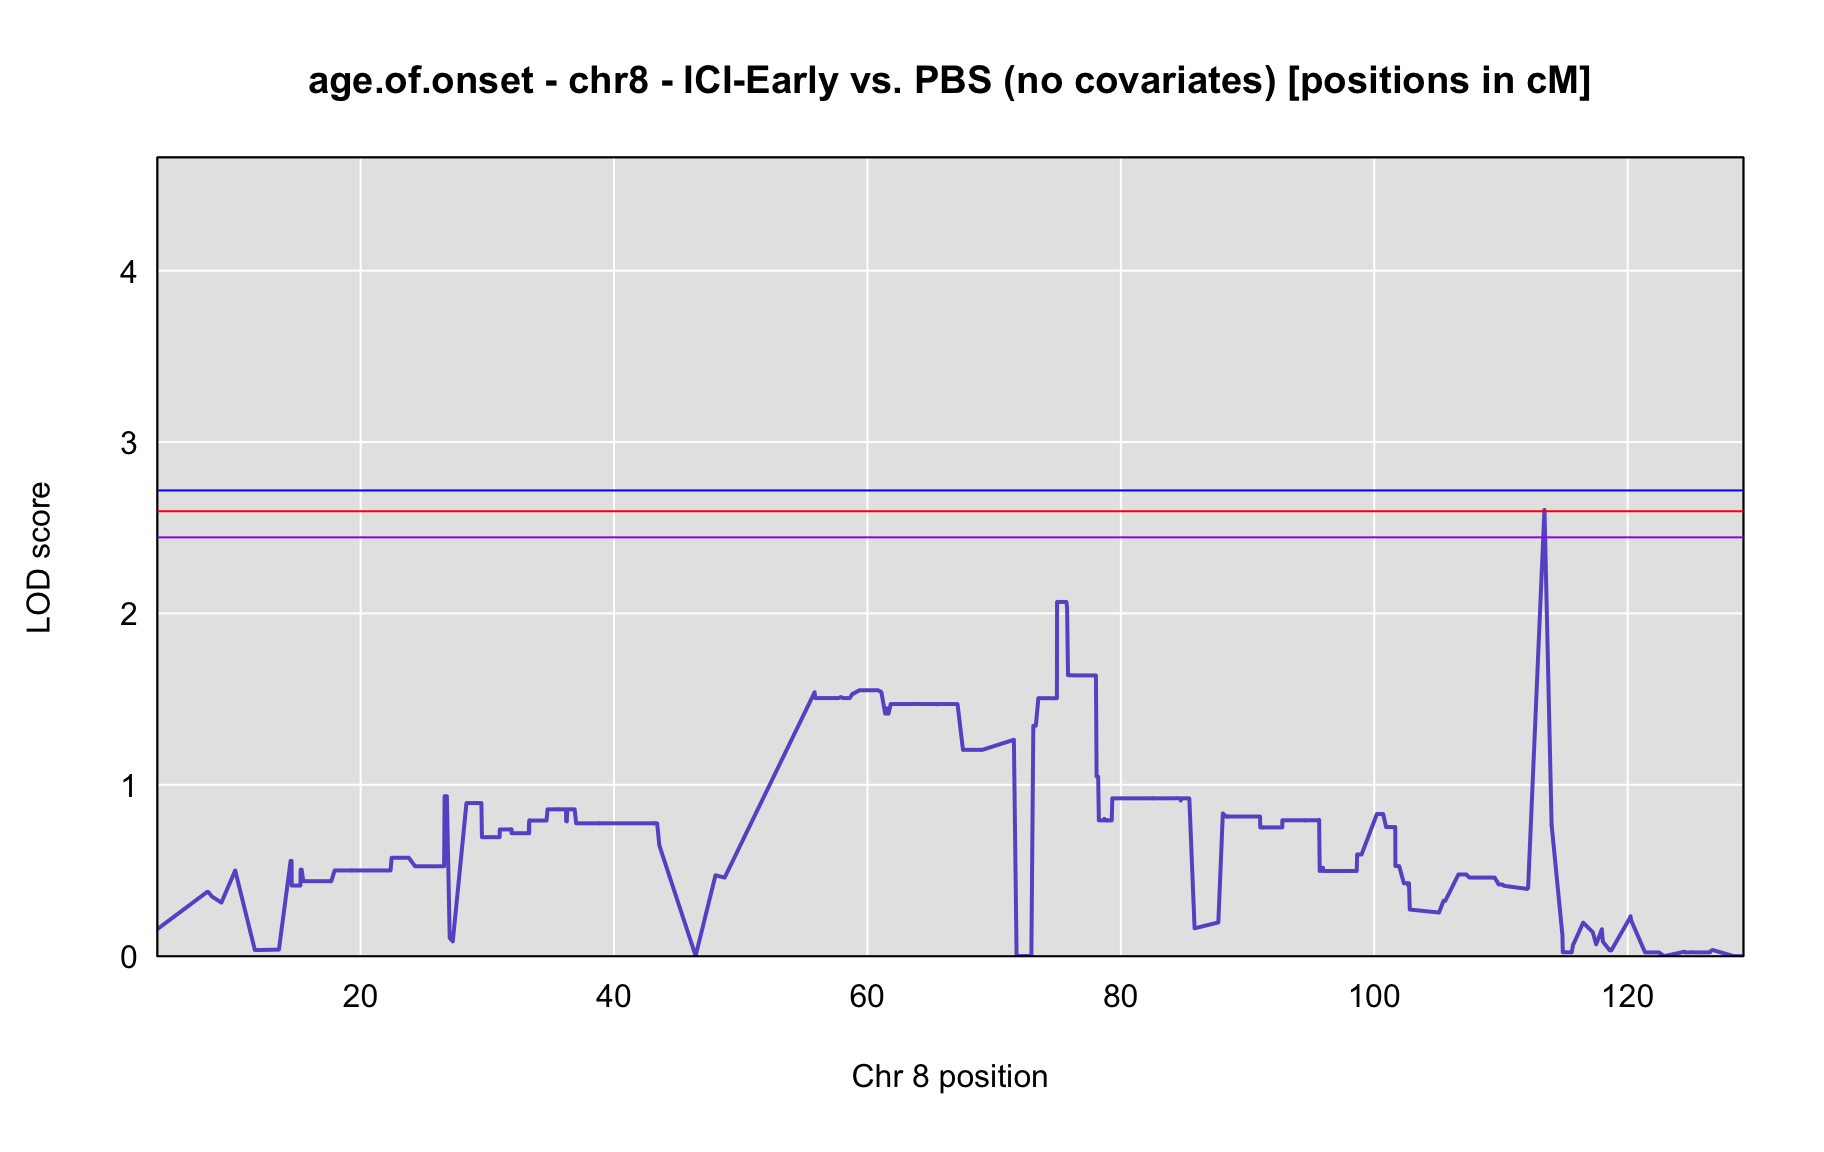 age.of.onset - chr8 - ICI-Early vs. PBS (no covariates) [positions in cM]
4
3
2
1
0
LOD score
20 40 60 80 100 120
Chr 8 position